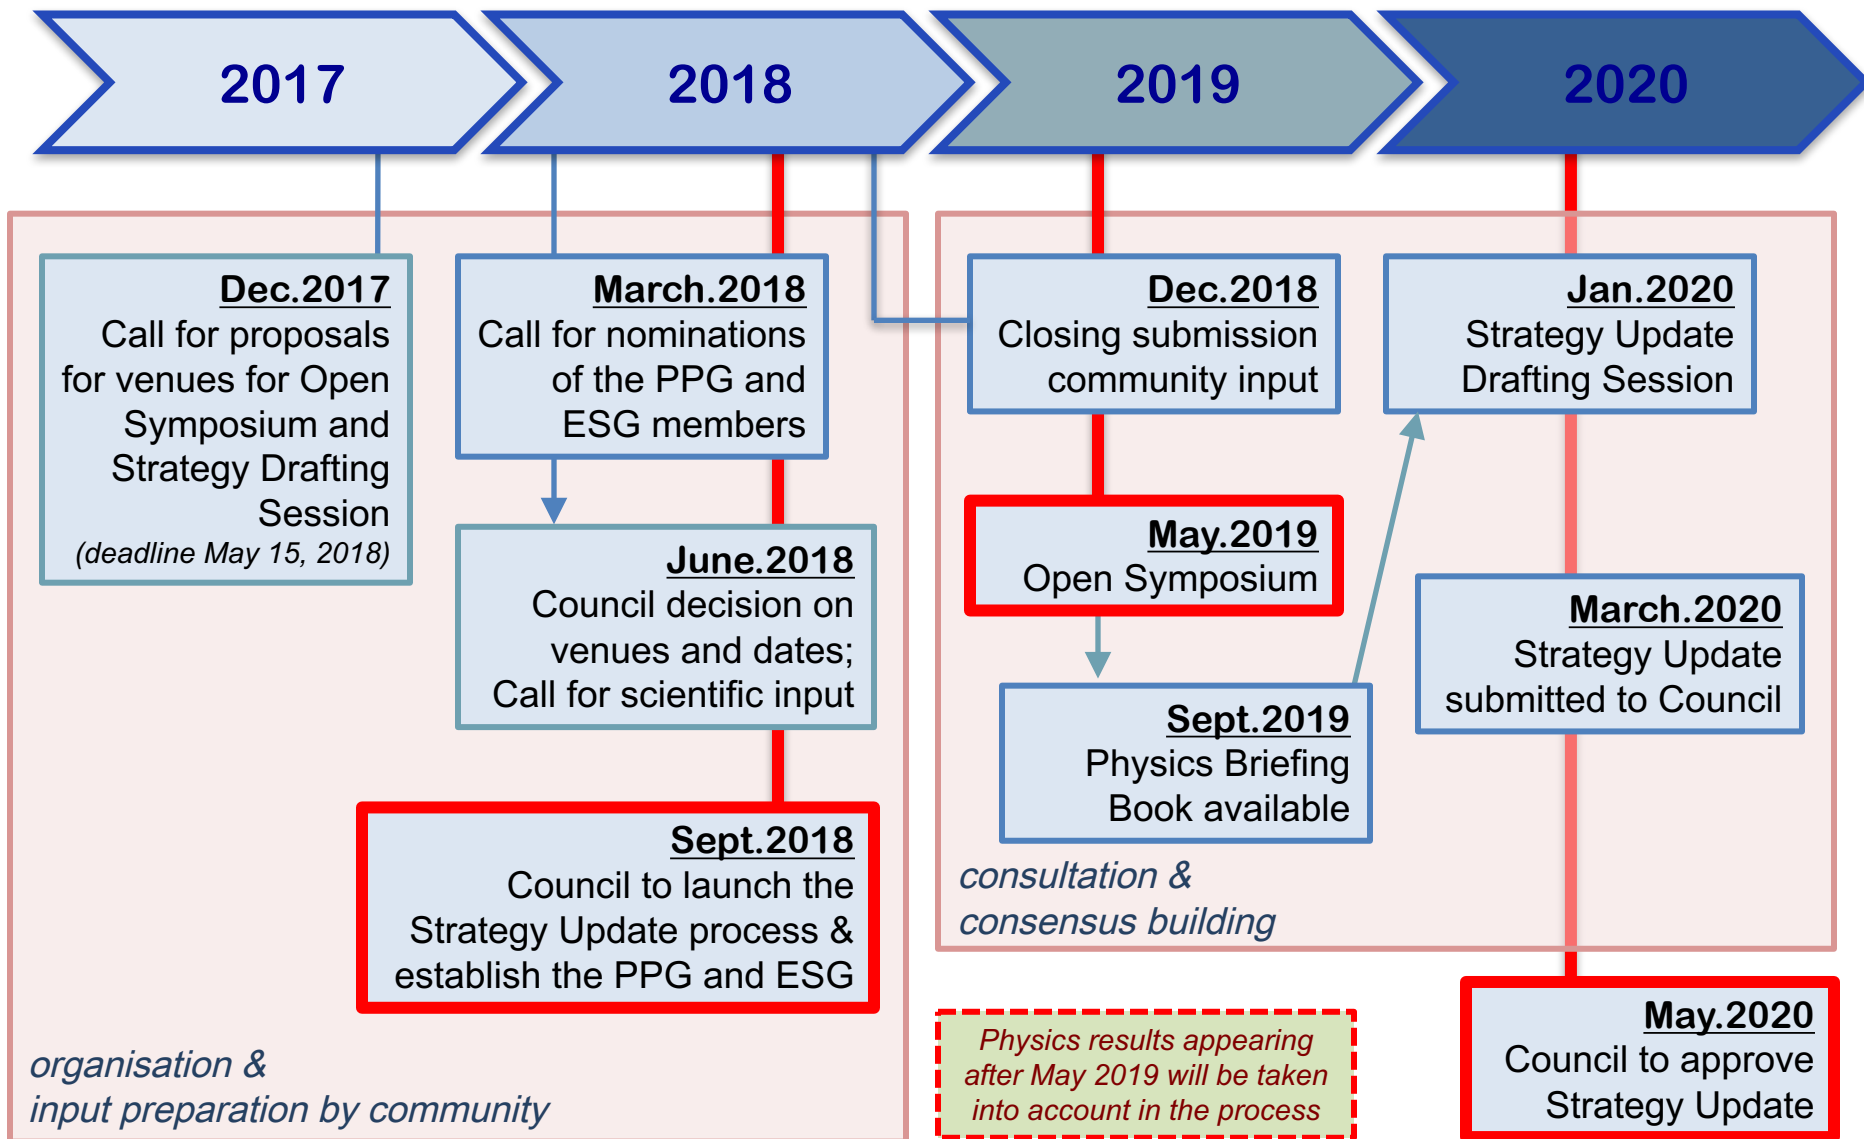 2017
2018
2019
2020
Dec.2017
Call for proposals
for venues for Open
Symposium and
Strategy Drafting
Session
(deadline May 15, 2018)
March.2018
Call for nominations
of the PPG and
ESG members
June.2018
Council decision on
venues and dates;
Call for scientific input
Sept.2018
Council to launch the
Strategy Update process &
establish the PPG and ESG
organisation &
input preparation by community
Dec.2018
Closing submission
community input
May.2019
Open Symposium
Sept.2019
Physics Briefing
Book available
Jan.2020
Strategy Update
Drafting Session
March.2020
Strategy Update
submitted to Council
consultation &
consensus building
Physics results appearing
after May 2019 will be taken
into account in the process
May.2020
Council to approve
Strategy Update